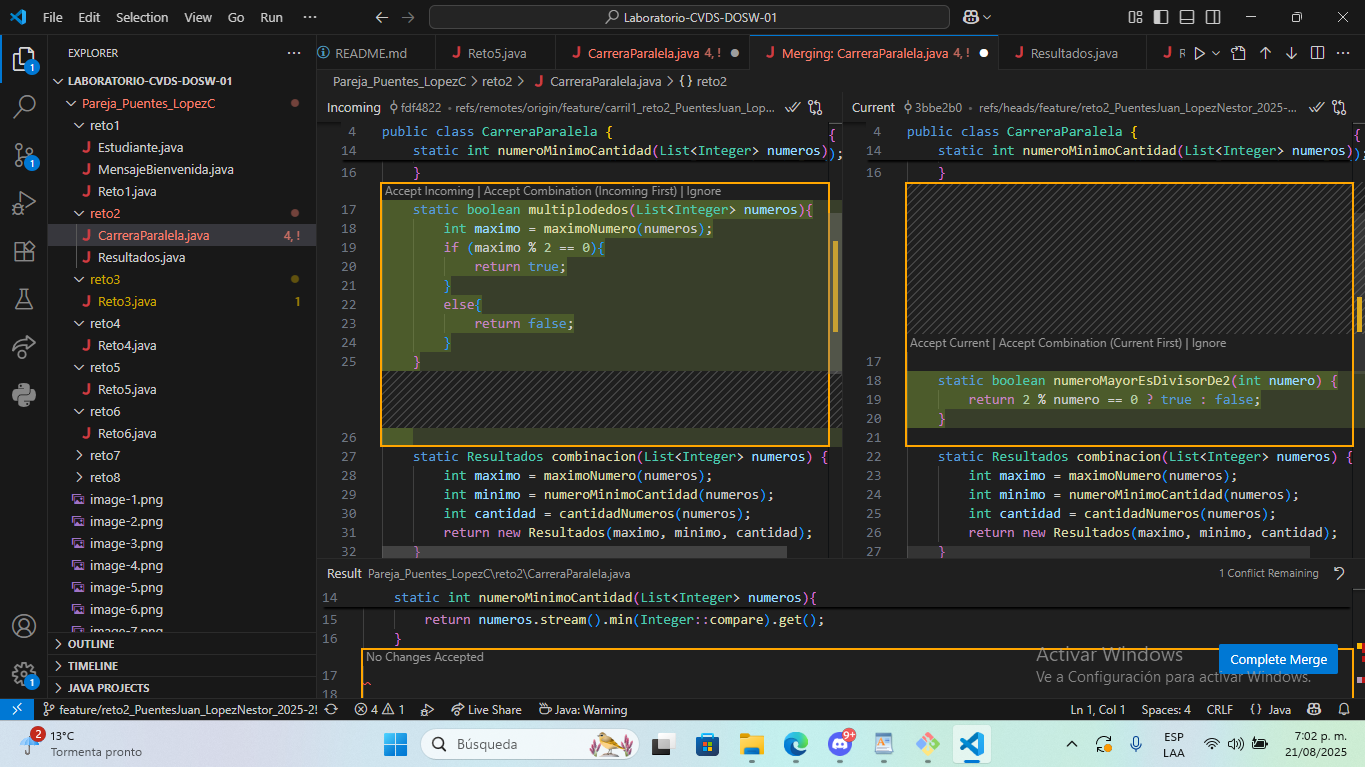 File Edit Selection View Go Run ···
Laboratorio-CVDS-DOSW-01
EXPLORER
LABORATORIO-CVDS-DOSW-01
Pareja_Puentes_LopezC
reto1
Estudiante.java
MensajeBienvenida.java
Reto1.java
reto2
CarreraParalela.java 4, !
Resultados.java
reto3
Reto3.java 1
reto4
Reto4.java
reto5
Reto5.java
reto6
Reto6.java
reto7
reto8
image-1.png
image-2.png
image-3.png
image-4.png
image-5.png
image-6.png
image-7.png
OUTLINE
TIMELINE
JAVA PROJECTS
README.md
Reto5.java
CarreraParalela.java 4, !
Merging: CarreraParalela.java 4, !
Resultados.java
Pareja_Puentes_LopezC > reto2 > CarreraParalela.java > {} reto2
Incoming fdf4822 • refs/remotes/origin/feature/carril1_reto2_PuentesJuan_Lop...
4 public class CarreraParalela {
14 static int numeroMinimoCantidad(List<Integer> numeros){
16 }
Accept Incoming | Accept Combination (Incoming First) | Ignore
17 static boolean multiplodedos(List<Integer> numeros){
18 int maximo = maximoNumero(numeros);
19 if (maximo % 2 == 0){
20 return true;
21 }
22 else{
23 return false;
24 }
25 }
26
27 static Resultados combinacion(List<Integer> numeros) {
28 int maximo = maximoNumero(numeros);
29 int minimo = numeroMinimoCantidad(numeros);
30 int cantidad = cantidadNumeros(numeros);
31 return new Resultados(maximo, minimo, cantidad);
32 }
Current 3bbe2b0 • refs/heads/feature/reto2_PuentesJuan_LopezNestor_2025-...
4 public class CarreraParalela {
14 static int numeroMinimoCantidad(List<Integer> numeros){
16 }
Accept Current | Accept Combination (Current First) | Ignore
17
18 static boolean numeroMayorEsDivisorDe2(int numero) {
19 return 2 % numero == 0 ? true : false;
20 }
21
22 static Resultados combinacion(List<Integer> numeros) {
23 int maximo = maximoNumero(numeros);
24 int minimo = numeroMinimoCantidad(numeros);
25 int cantidad = cantidadNumeros(numeros);
26 return new Resultados(maximo, minimo, cantidad);
27 }
Result Pareja_Puentes_LopezC\reto2\CarreraParalela.java
1 Conflict Remaining
14 static int numeroMinimoCantidad(List<Integer> numeros){
15 return numeros.stream().min(Integer::compare).get();
16 }
No Changes Accepted
17
18
Activar Windows
Ve a Configuración para activar Windows.
Complete Merge
feature/reto2_PuentesJuan_LopezNestor_2025-2! 4 1 Live Share Java: Warning
Ln 1, Col 1 Spaces: 4 CRLF {} Java
2 13°C
Tormenta pronto
Búsqueda
9+
ESP
LAA
7:02 p. m.
21/08/2025